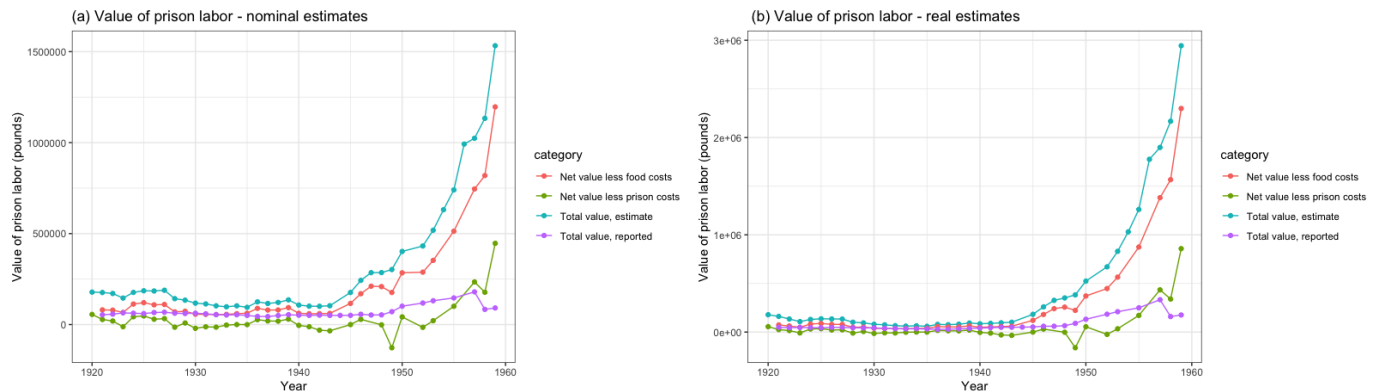 (a) Value of prison labor - nominal estimates
Value of prison labor (pounds)
1500000
1000000
500000
0
1920
1930
1940
1950
1960
Year
category
Net value less food costs
Net value less prison costs
Total value, estimate
Total value, reported
(b) Value of prison labor - real estimates
Value of prison labor (pounds)
3e+06
2e+06
1e+06
0e+00
1920
1930
1940
1950
1960
Year
category
Net value less food costs
Net value less prison costs
Total value, estimate
Total value, reported